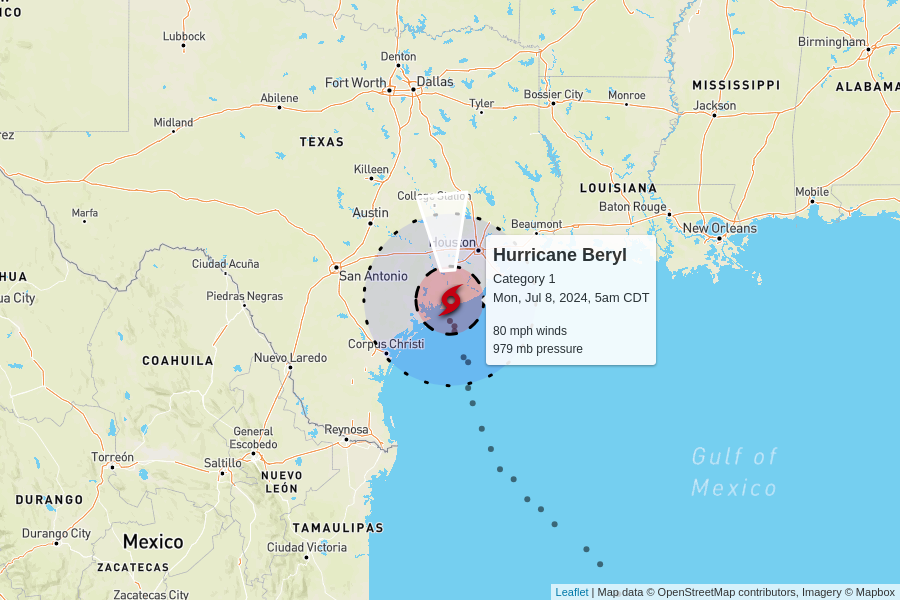 ICO
Lubbock
Denton
Birmingham
Fort Worth
Dallas
MISSISSIPPI
ALABAMA
Abilene
Bossier City
Monroe
Tyler
Jackson
Midland
TEXAS
Killeen
LOUISIANA
College Station
Mobile
Marfa
Austin
Baton Rouge
Beaumont
New Orleans
Houston
Hurricane Beryl
Category 1
Mon, Jul 8, 2024, 5am CDT
80 mph winds
979 mb pressure
Ciudad Acuña
San Antonio
HUA
ua City
Piedras Negras
Corpus Christi
COAHUILA
Nuevo Laredo
General
Escobedo
Reynosa
Torreón
Saltillo
Gulf of
Mexico
NUEVO
LEÓN
DURANGO
Durango City
Mexico
TAMAULIPAS
Ciudad Victoria
ZACATECAS
Zacatecas City
Leaflet | Map data © OpenStreetMap contributors, Imagery © Mapbox